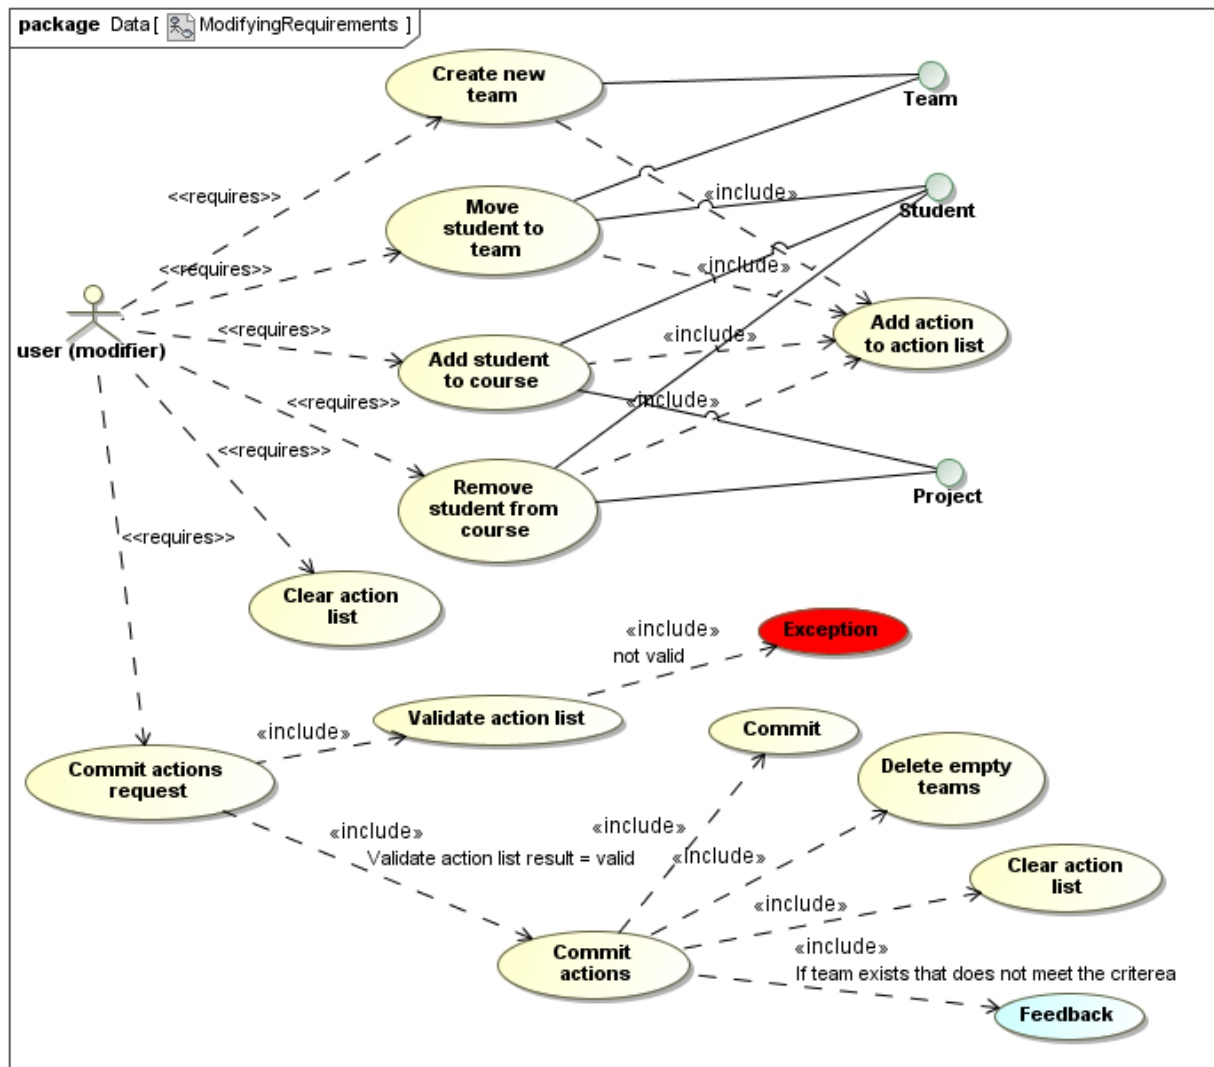 package Data [ ModifyingRequirements ]
Create new
team
Team
<<requires>>
Move
student to
team
«include»
Student
<<requires>>
«include»
user (modifier)
<<requires>>
Add student
to course
«include»
Add action
to action list
<<requires>>
«include»
<<requires>>
Remove
student from
course
Project
<<requires>>
Clear action
list
«include»
not valid
Exception
«include»
Validate action list
Commit
Commit actions
request
Delete empty
teams
«include»
Validate action list result = valid
«include»
«include»
Clear action
list
«include»
Commit
actions
«include»
If team exists that does not meet the criterea
Feedback